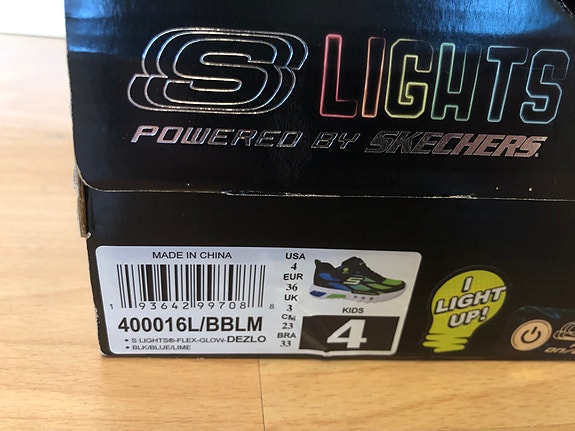 S LIGHTS
POWERED BY SKECHERS
MADE IN CHINA
1 93642 99708 8
400016L/BBLM
• S LIGHTS®-FLEX-GLOW-DEZLO
• BLK/BLUE/LIME
USA
4
EUR
36
UK
3
CM
23
BRA
33
KIDS
4
I
LIGHT
UP!
on/